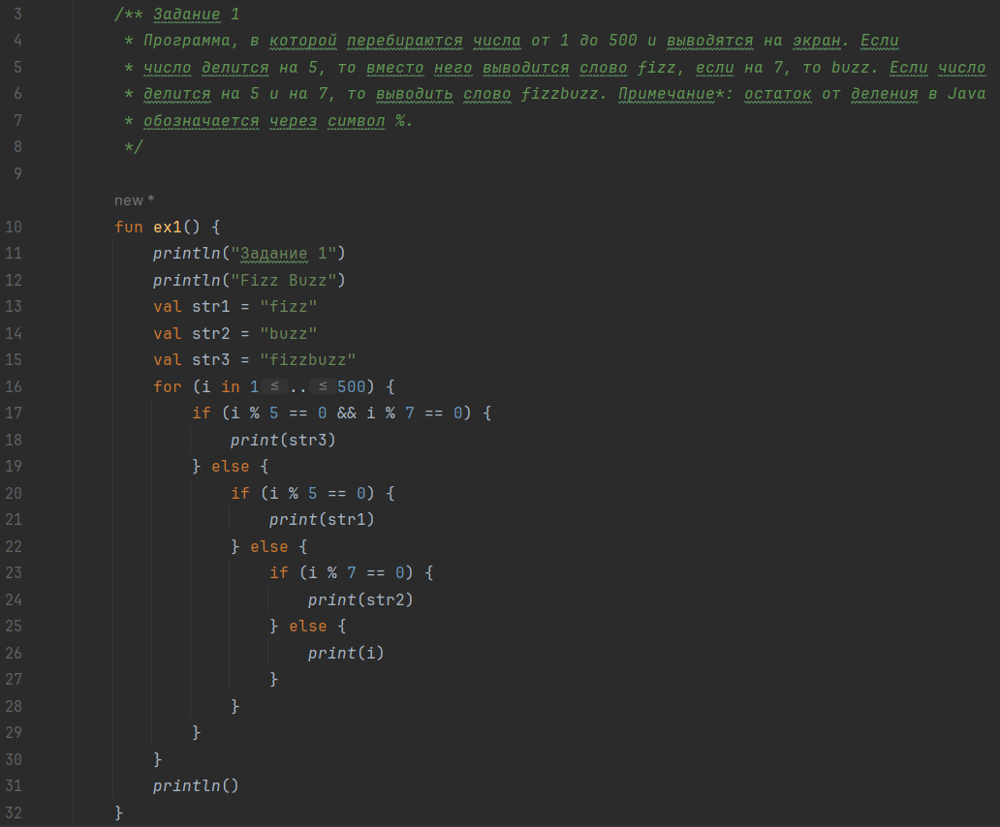 3 /** Задание 1
4 * Программа, в которой перебираются числа от 1 до 500 и выводятся на экран. Если
5 * число делится на 5, то вместо него выводится слово fizz, если на 7, то buzz. Если число
6 * делится на 5 и на 7, то выводить слово fizzbuzz. Примечание*: остаток от деления в Java
7 * обозначается через символ %.
8 */
9
new *
10 fun ex1() {
11 println("Задание 1")
12 println("Fizz Buzz")
13 val str1 = "fizz"
14 val str2 = "buzz"
15 val str3 = "fizzbuzz"
16 for (i in 1 ≤ .. ≤ 500) {
17 if (i % 5 == 0 && i % 7 == 0) {
18 print(str3)
19 } else {
20 if (i % 5 == 0) {
21 print(str1)
22 } else {
23 if (i % 7 == 0) {
24 print(str2)
25 } else {
26 print(i)
27 }
28 }
29 }
30 }
31 println()
32 }